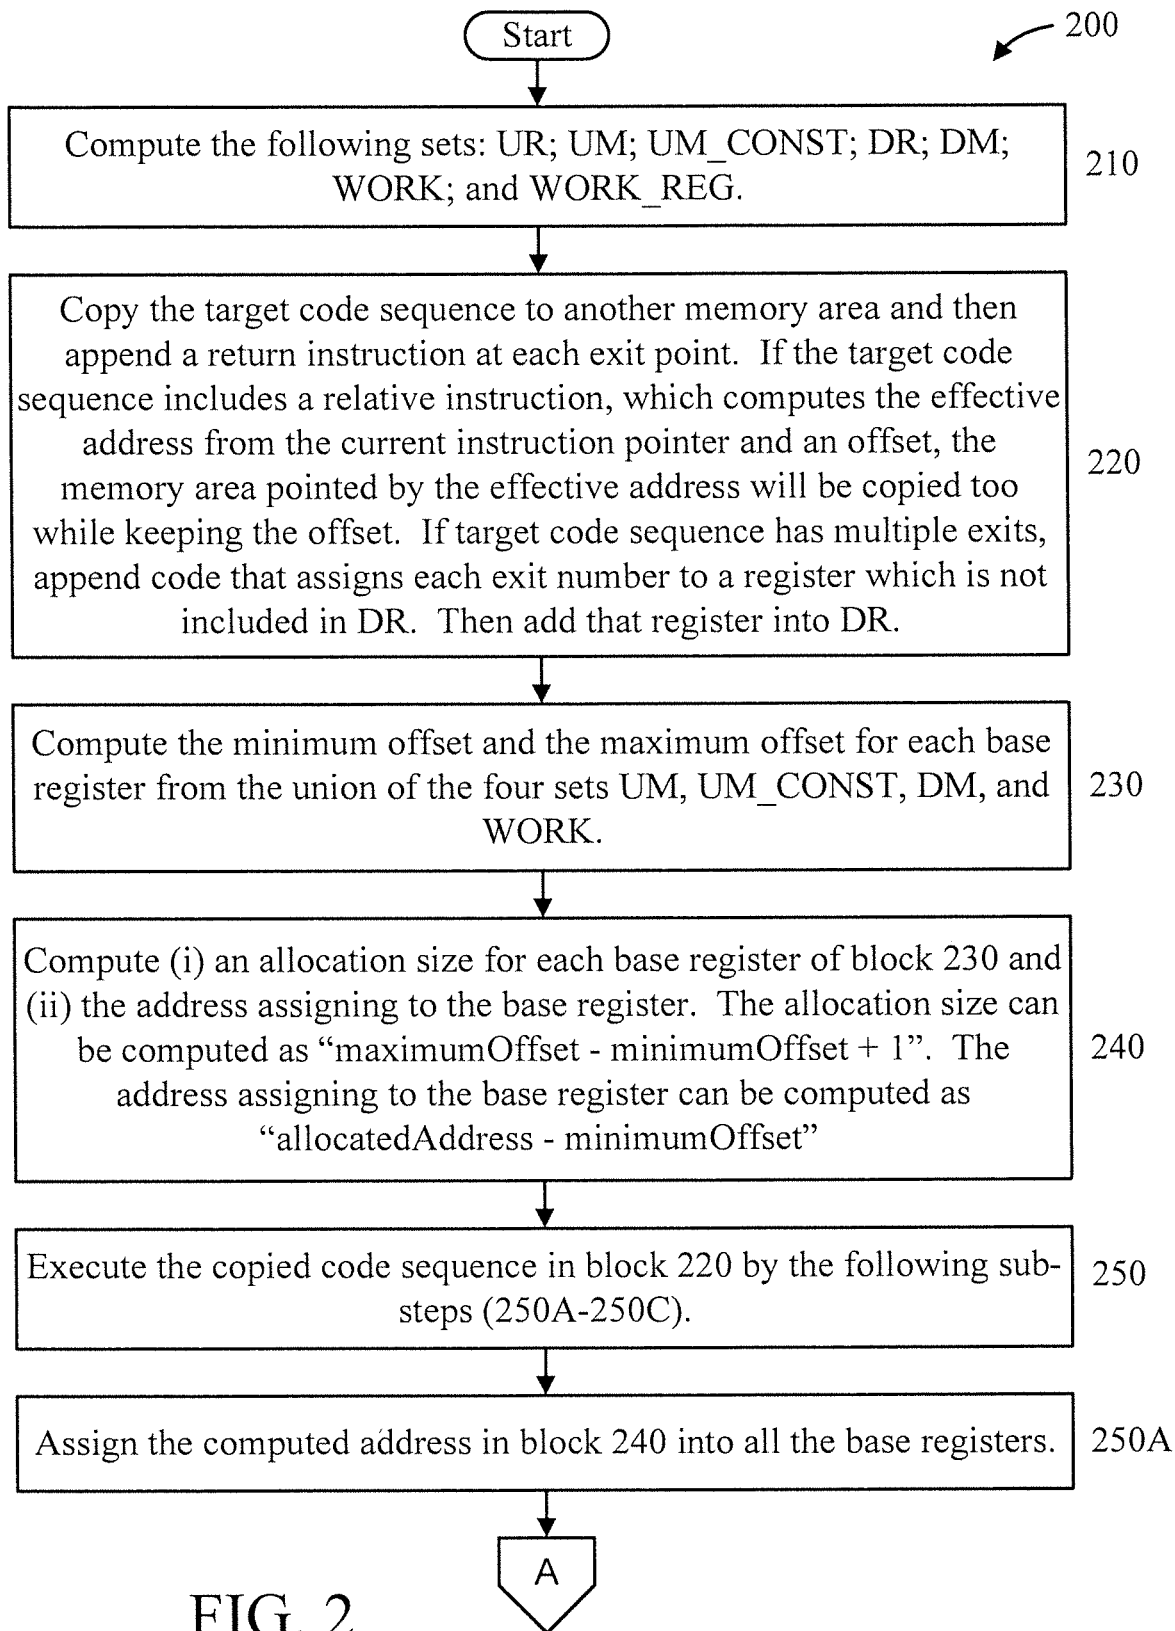 Start
200
Compute the following sets: UR; UM; UM_CONST; DR; DM;
WORK; and WORK_REG.
210
Copy the target code sequence to another memory area and then
append a return instruction at each exit point.  If the target code
sequence includes a relative instruction, which computes the effective
address from the current instruction pointer and an offset, the
memory area pointed by the effective address will be copied too
while keeping the offset.  If target code sequence has multiple exits,
append code that assigns each exit number to a register which is not
included in DR.  Then add that register into DR.
220
Compute the minimum offset and the maximum offset for each base
register from the union of the four sets UM, UM_CONST, DM, and
WORK.
230
Compute (i) an allocation size for each base register of block 230 and
(ii) the address assigning to the base register.  The allocation size can
be computed as “maximumOffset - minimumOffset + 1”.  The
address assigning to the base register can be computed as
“allocatedAddress - minimumOffset”
240
Execute the copied code sequence in block 220 by the following sub-
steps (250A-250C).
250
Assign the computed address in block 240 into all the base registers.
250A
A
FIG. 2